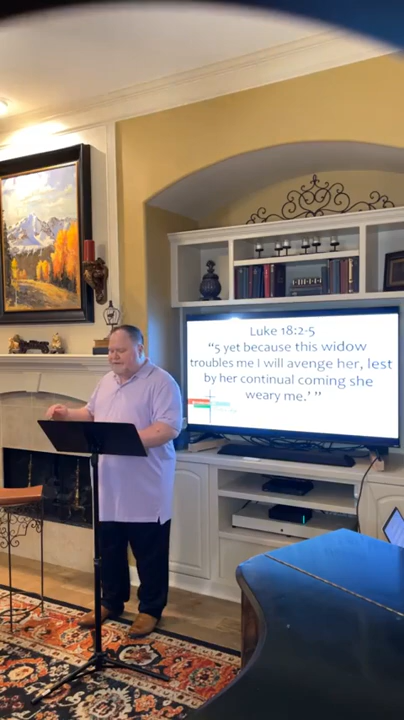 Luke 18:2-5
“5 yet because this widow
troubles me I will avenge her, lest
by her continual coming she
weary me.’ ”